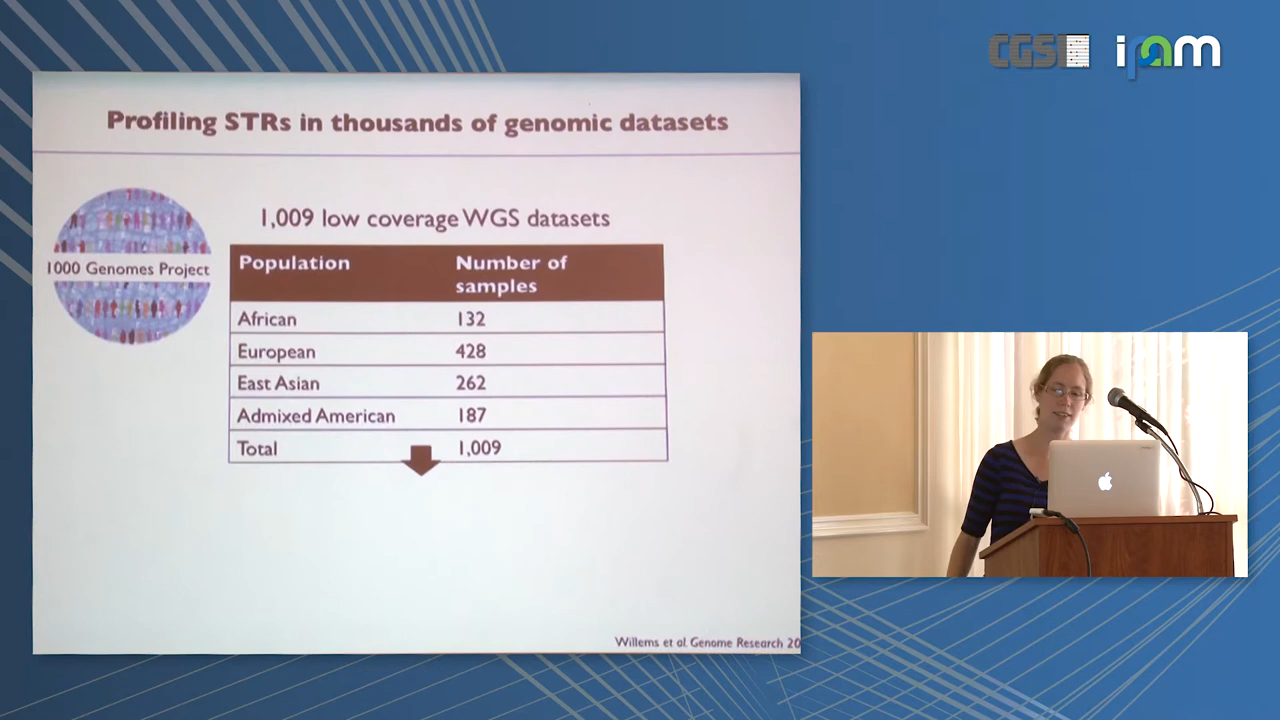 CGSI ipam
Profiling STRs in thousands of genomic datasets
1000 Genomes Project
1,009 low coverage WGS datasets
Population Number of samples
African 132
European 428
East Asian 262
Admixed American 187
Total 1,009
Willems et al. Genome Research 20